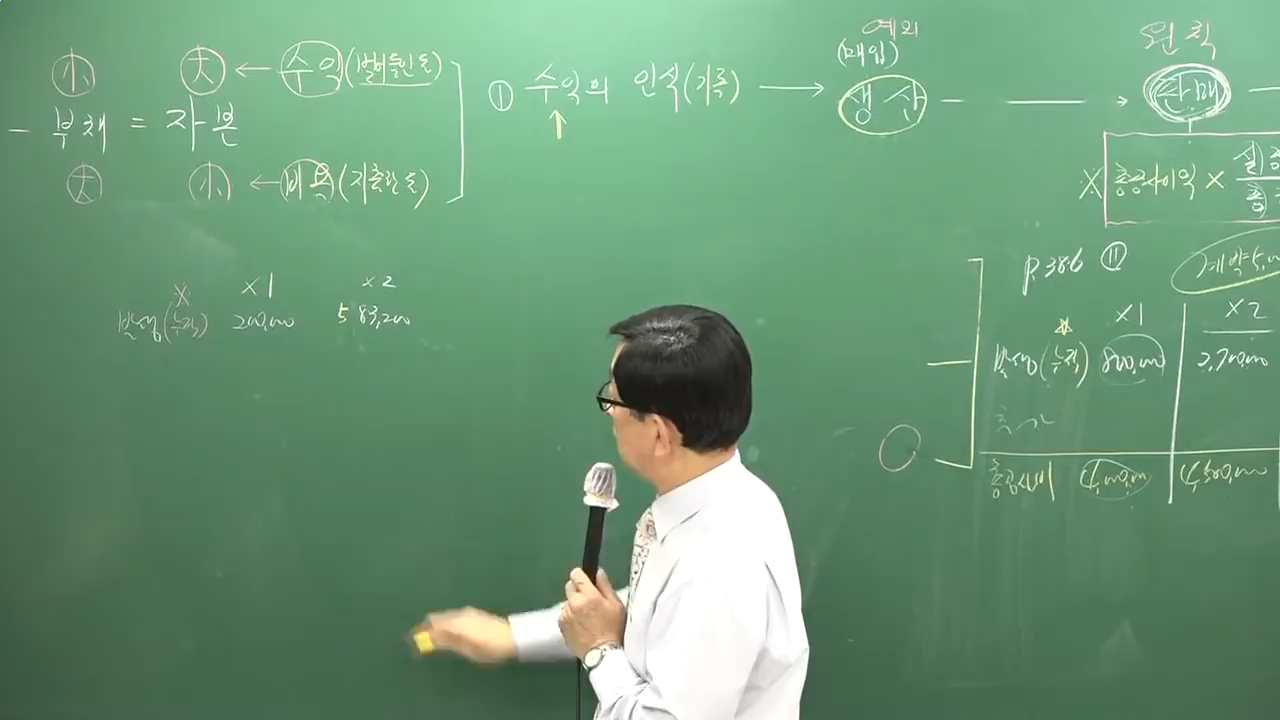 小 大 ← 수익(벌어들인 돈)
– 부채 = 자본
大 小 ← 비용(지출한 돈)
① 수익의 인식(기록) →
↑
예외
(매입)
생산 — — →
원칙
판매 —
※ 총공사이익 ×
p.386 ⑪
계약 5,000
×1 ×2
발생(누적) 800,000 2,700,000
추가
총공사비 4,000,000 4,500,000
×1 ×2
발생(누적) 200,000 583,200